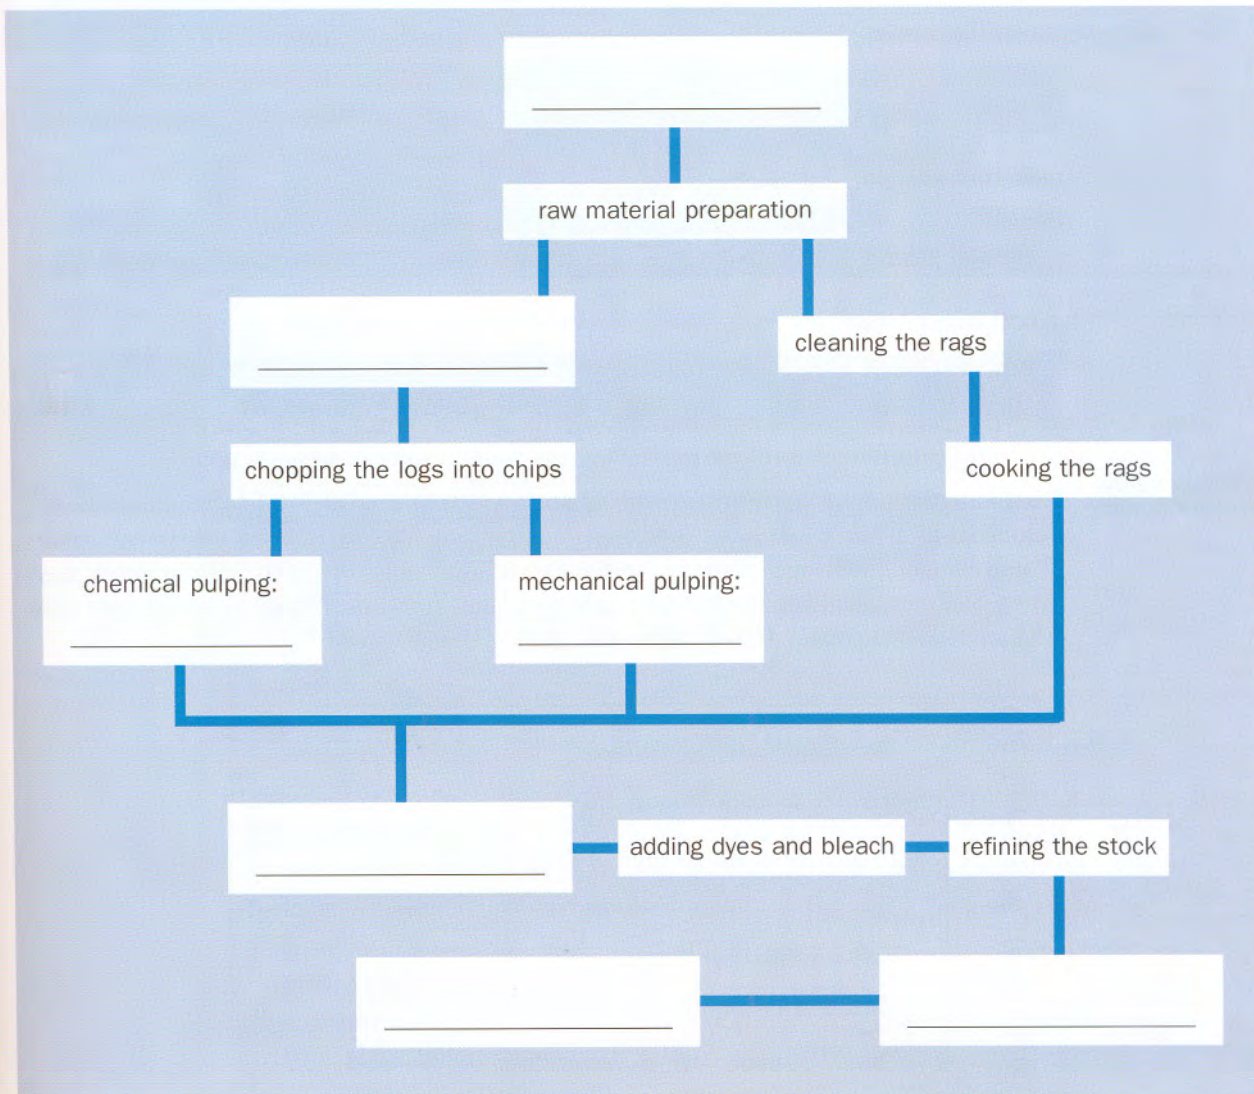 raw material preparation
cleaning the rags
chopping the logs into chips
cooking the rags
chemical pulping:
mechanical pulping:
adding dyes and bleach
refining the stock